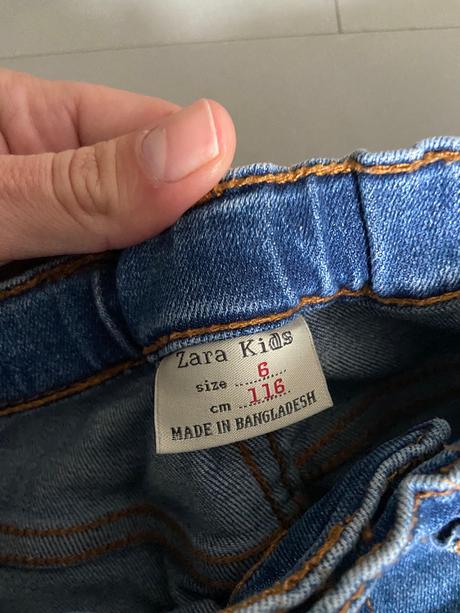 Zara Kids
size 6
cm 116
MADE IN BANGLADESH